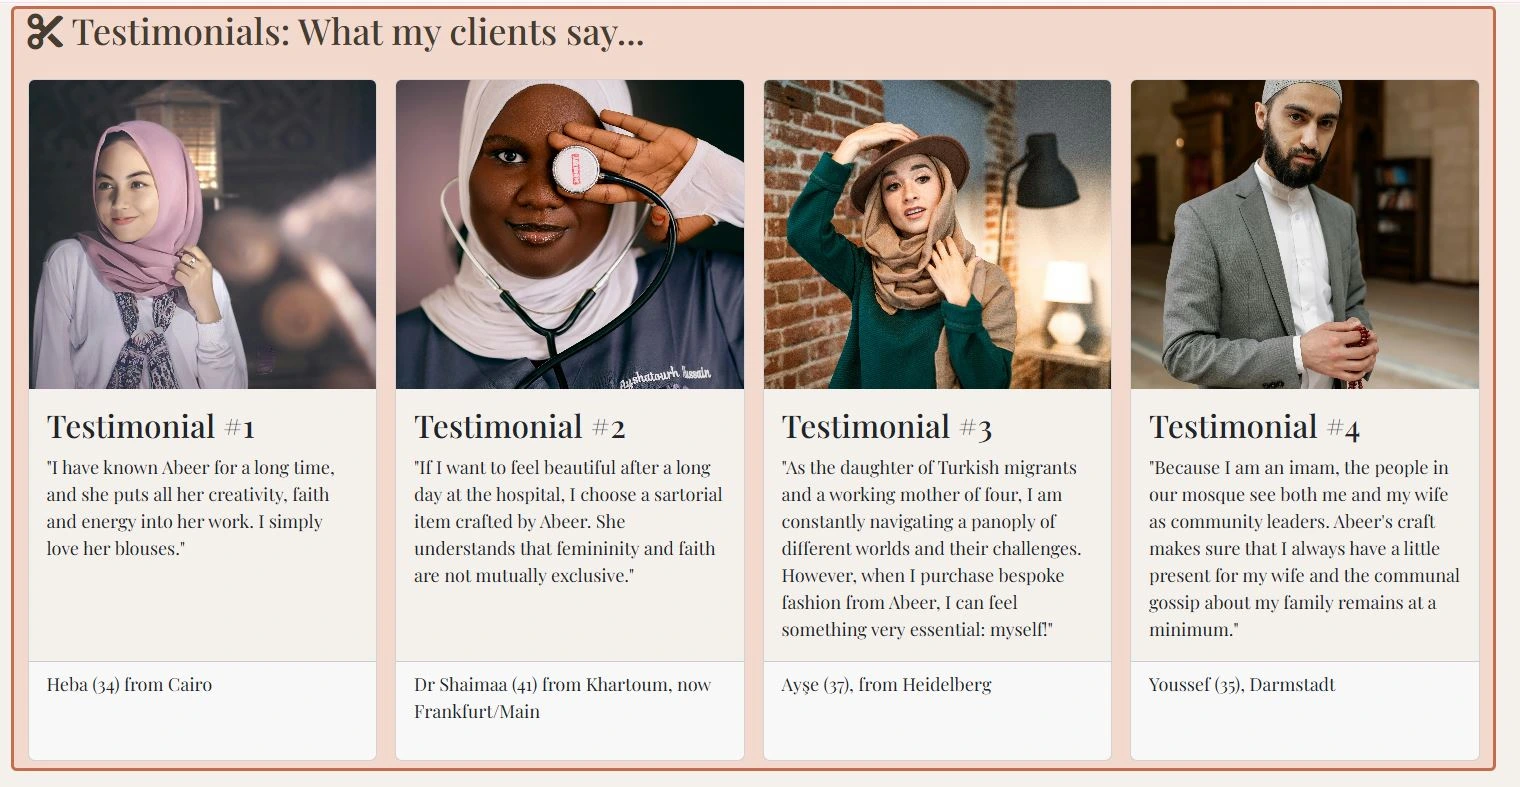 Testimonials: What my clients say...
Testimonial #1
"I have known Abeer for a long time,
and she puts all her creativity, faith
and energy into her work. I simply
love her blouses."
Heba (34) from Cairo
Testimonial #2
"If I want to feel beautiful after a long
day at the hospital, I choose a sartorial
item crafted by Abeer. She
understands that femininity and faith
are not mutually exclusive."
Dr Shaimaa (41) from Khartoum, now
Frankfurt/Main
Testimonial #3
"As the daughter of Turkish migrants
and a working mother of four, I am
constantly navigating a panoply of
different worlds and their challenges.
However, when I purchase bespoke
fashion from Abeer, I can feel
something very essential: myself!"
Ayşe (37), from Heidelberg
Testimonial #4
"Because I am an imam, the people in
our mosque see both me and my wife
as community leaders. Abeer's craft
makes sure that I always have a little
present for my wife and the communal
gossip about my family remains at a
minimum."
Youssef (35), Darmstadt